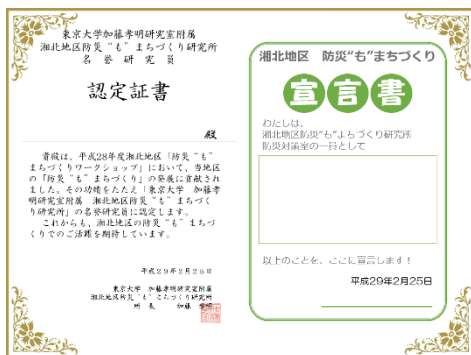 東京大学加藤孝明研究室附属
湘北地区防災“も”まちづくり研究所
名誉研究員
認定証書
殿
貴殿は、平成28年度湘北地区「防災“も”
まちづくりワークショップ」において、当地区
の「防災“も”まちづくり」の発展に貢献され
ました。その功績をたたえ「東京大学 加藤孝
明研究室附属 湘北地区防災“も”まちづく
り研究所」の名誉研究員に認定します。
これからも、湘北地区の防災“も”まちづ
くりでのご活躍を期待しています。
平成29年2月25日
東京大学 加藤孝明研究室附属
湘北地区防災“も”まちづくり研究所
所長 加藤 孝明
湘北地区 防災“も”まちづくり
宣言書
わたしは、
湘北地区防災“も”まちづくり研究所
防災対策室の一員として
以上のことを、ここに宣言します！
平成29年2月25日